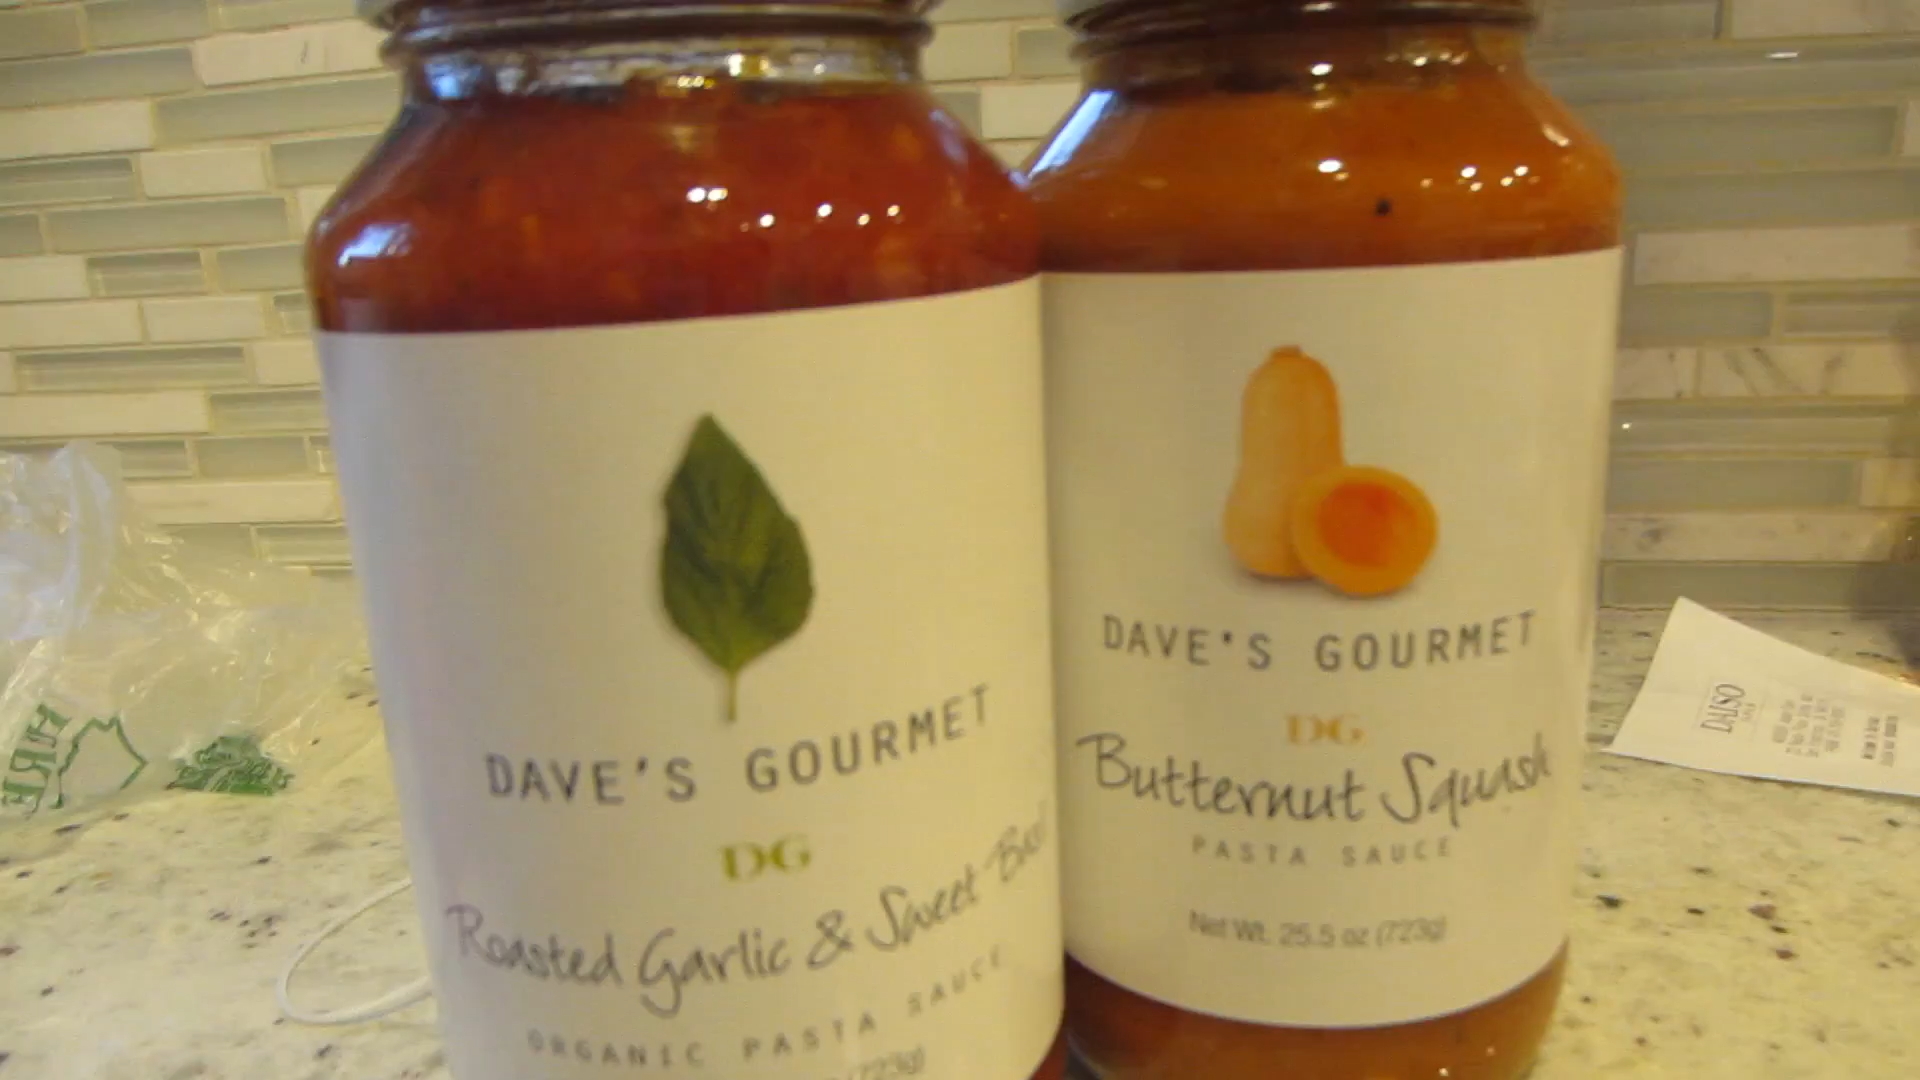 DAVE'S GOURMET
DG
Roasted Garlic & Sweet Basil
ORGANIC PASTA SAUCE
(723g)
DAVE'S GOURMET
DG
Butternut Squash
PASTA SAUCE
Net Wt. 25.5 oz (723g)
DAISO